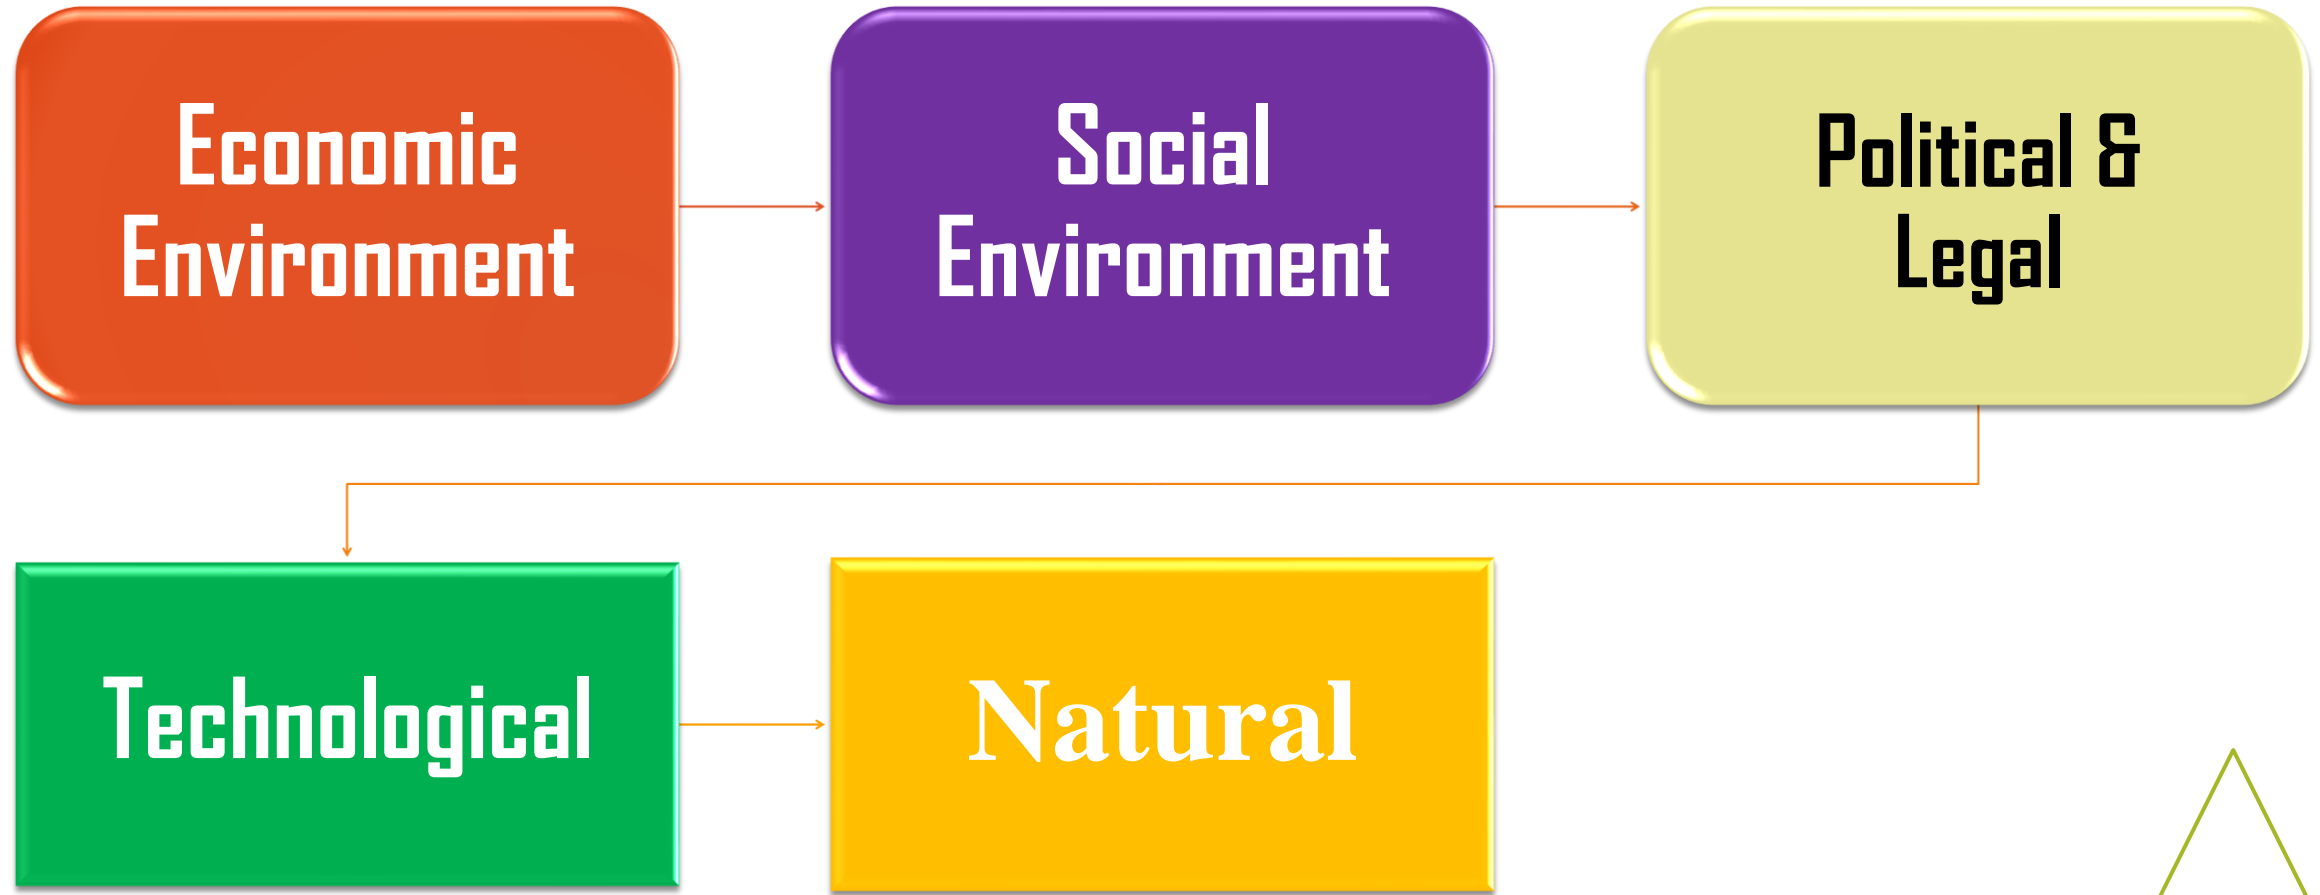 Economic
Environment
Social
Environment
Political &
Legal
Technological
Natural